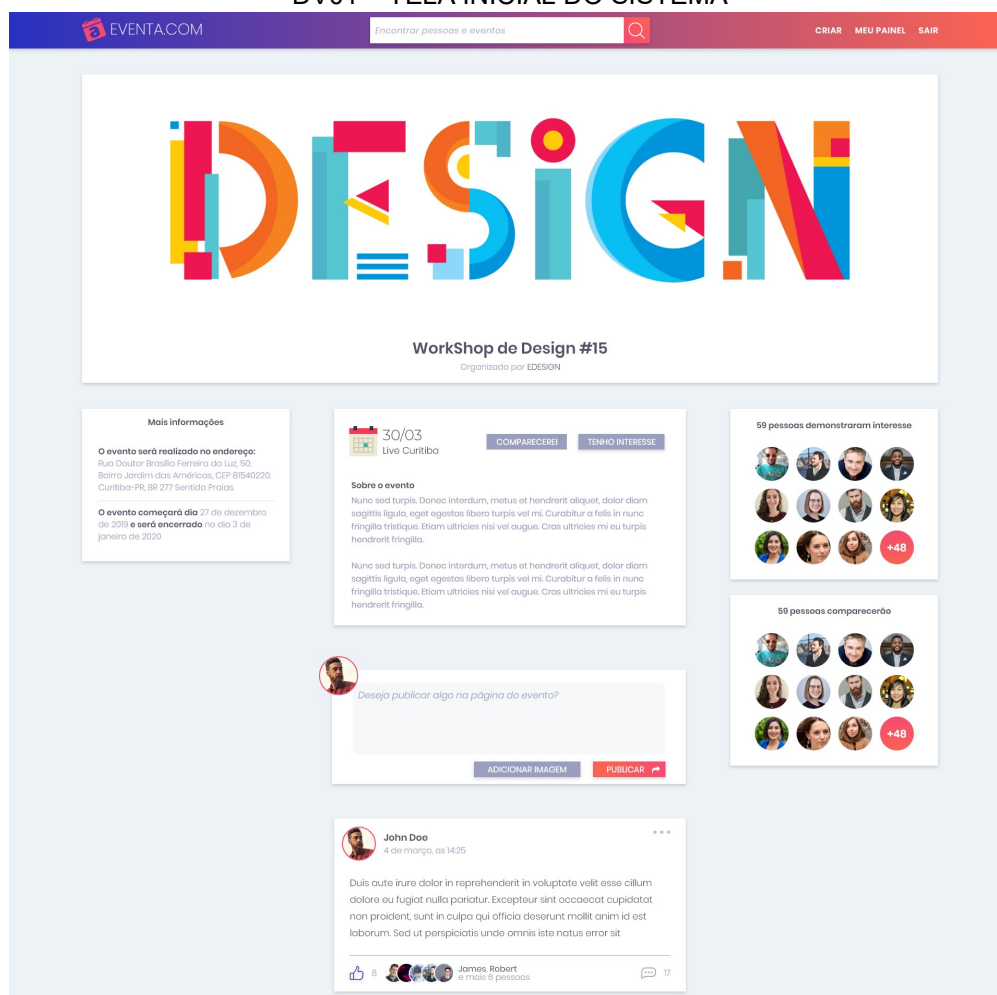 EVENTA.COM
Encontrar pessoas e eventos
CRIAR MEU PAINEL SAIR
DESiGN
WorkShop de Design #15
Organizado por EDESIGN
Mais informações
O evento será realizado no endereço:
Rua Doutor Brasílio Ferreira da Luz, 50,
Bairro Jardim das Américas, CEP 81540220.
Curitiba-PR, BR 277 Sentido Praias.
O evento começará dia 27 de dezembro
de 2019 e será encerrado no dia 3 de
janeiro de 2020
30/03
Live Curitiba
COMPARECEREI
TENHO INTERESSE
Sobre o evento
Nunc sed turpis. Donec interdum, metus et hendrerit aliquet, dolor diam
sagittis ligula, eget egestas libero turpis vel mi. Curabitur a felis in nunc
fringilla tristique. Etiam ultricies nisi vel augue. Cras ultricies mi eu turpis
hendrerit fringilla.
Nunc sed turpis. Donec interdum, metus et hendrerit aliquet, dolor diam
sagittis ligula, eget egestas libero turpis vel mi. Curabitur a felis in nunc
fringilla tristique. Etiam ultricies nisi vel augue. Cras ultricies mi eu turpis
hendrerit fringilla.
59 pessoas demonstraram interesse
+48
59 pessoas comparecerão
+48
Deseja publicar algo na página do evento?
ADICIONAR IMAGEM
PUBLICAR
John Doe
4 de março, as 14:25
Duis aute irure dolor in reprehenderit in voluptate velit esse cillum
dolore eu fugiat nulla pariatur. Excepteur sint occaecat cupidatat
non proident, sunt in culpa qui officia deserunt mollit anim id est
laborum. Sed ut perspiciatis unde omnis iste natus error sit
8
James, Robert
e mais 6 pessoas
17